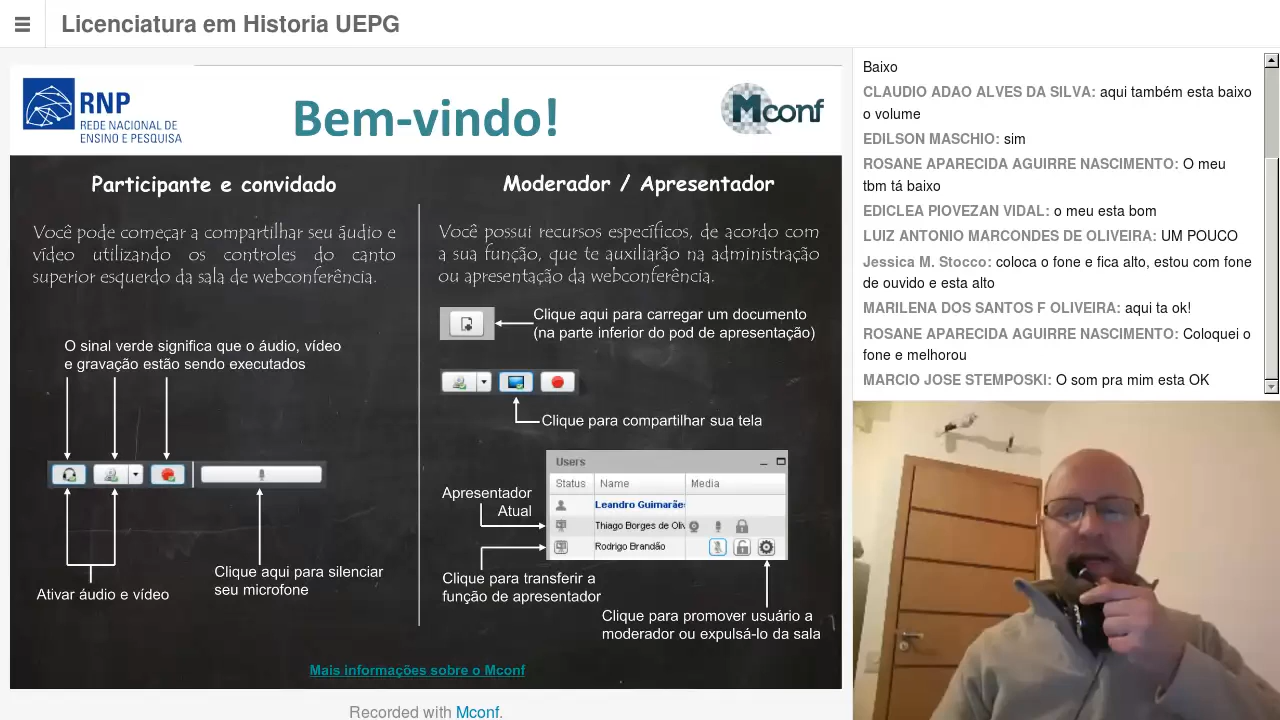 Licenciatura em Historia UEPG
RNP
REDE NACIONAL DE
ENSINO E PESQUISA
Bem-vindo!
Mconf
Participante e convidado
Você pode começar a compartilhar seu áudio e
vídeo utilizando os controles do canto
superior esquerdo da sala de webconferência.
O sinal verde significa que o áudio, vídeo
e gravação estão sendo executados
Ativar áudio e vídeo
Clique aqui para silenciar
seu microfone
Moderador / Apresentador
Você possui recursos específicos, de acordo com
a sua função, que te auxiliarão na administração
ou apresentação da webconferência.
Clique aqui para carregar um documento
(na parte inferior do pod de apresentação)
Clique para compartilhar sua tela
Users
Status Name Media
Leandro Guimarães
Thiago Borges de Oliv
Rodrigo Brandão
Apresentador
Atual
Clique para transferir a
função de apresentador
Clique para promover usuário a
moderador ou expulsá-lo da sala
Mais informações sobre o Mconf
Recorded with Mconf.
Baixo
CLAUDIO ADAO ALVES DA SILVA: aqui também esta baixo
o volume
EDILSON MASCHIO: sim
ROSANE APARECIDA AGUIRRE NASCIMENTO: O meu
tbm tá baixo
EDICLEA PIOVEZAN VIDAL: o meu esta bom
LUIZ ANTONIO MARCONDES DE OLIVEIRA: UM POUCO
Jessica M. Stocco: coloca o fone e fica alto, estou com fone
de ouvido e esta alto
MARILENA DOS SANTOS F OLIVEIRA: aqui ta ok!
ROSANE APARECIDA AGUIRRE NASCIMENTO: Coloquei o
fone e melhorou
MARCIO JOSE STEMPOSKI: O som pra mim esta OK